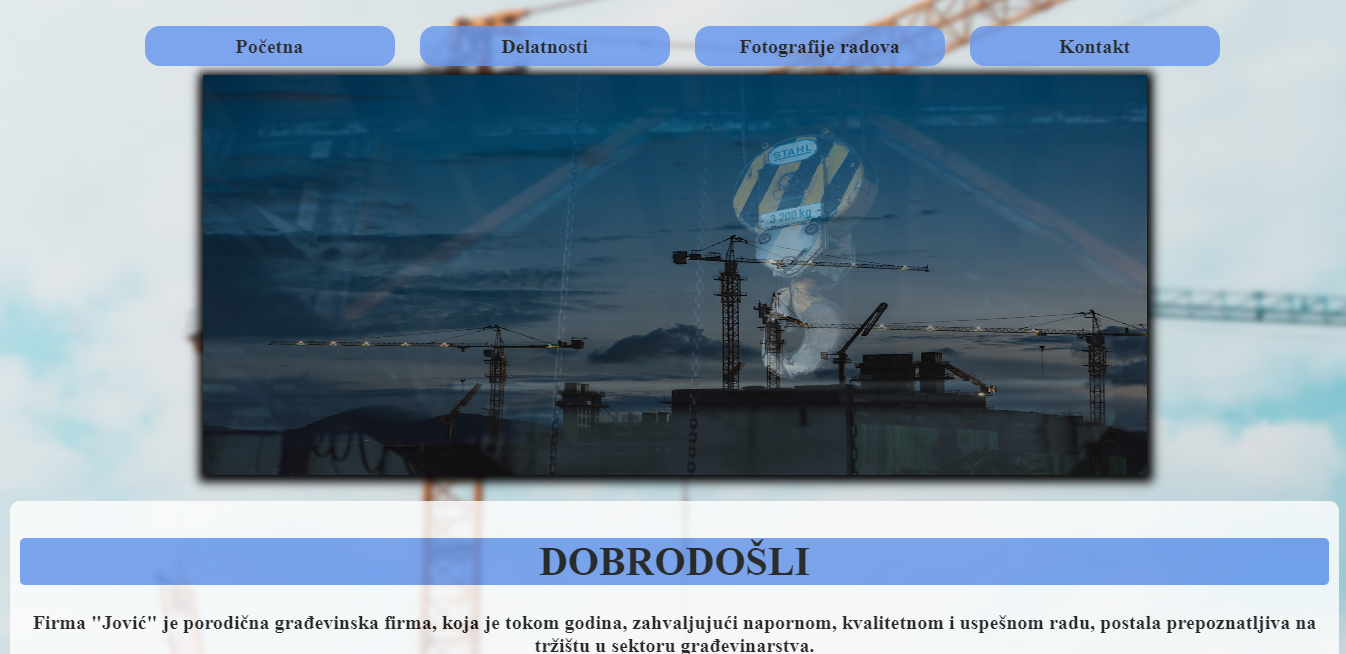 Početna
Delatnosti
Fotografije radova
Kontakt
STAHL
3 200 kg
DOBRODOŠLI
Firma "Jović" je porodična građevinska firma, koja je tokom godina, zahvaljujući napornom, kvalitetnom i uspešnom radu, postala prepoznatljiva na
tržištu u sektoru građevinarstva.